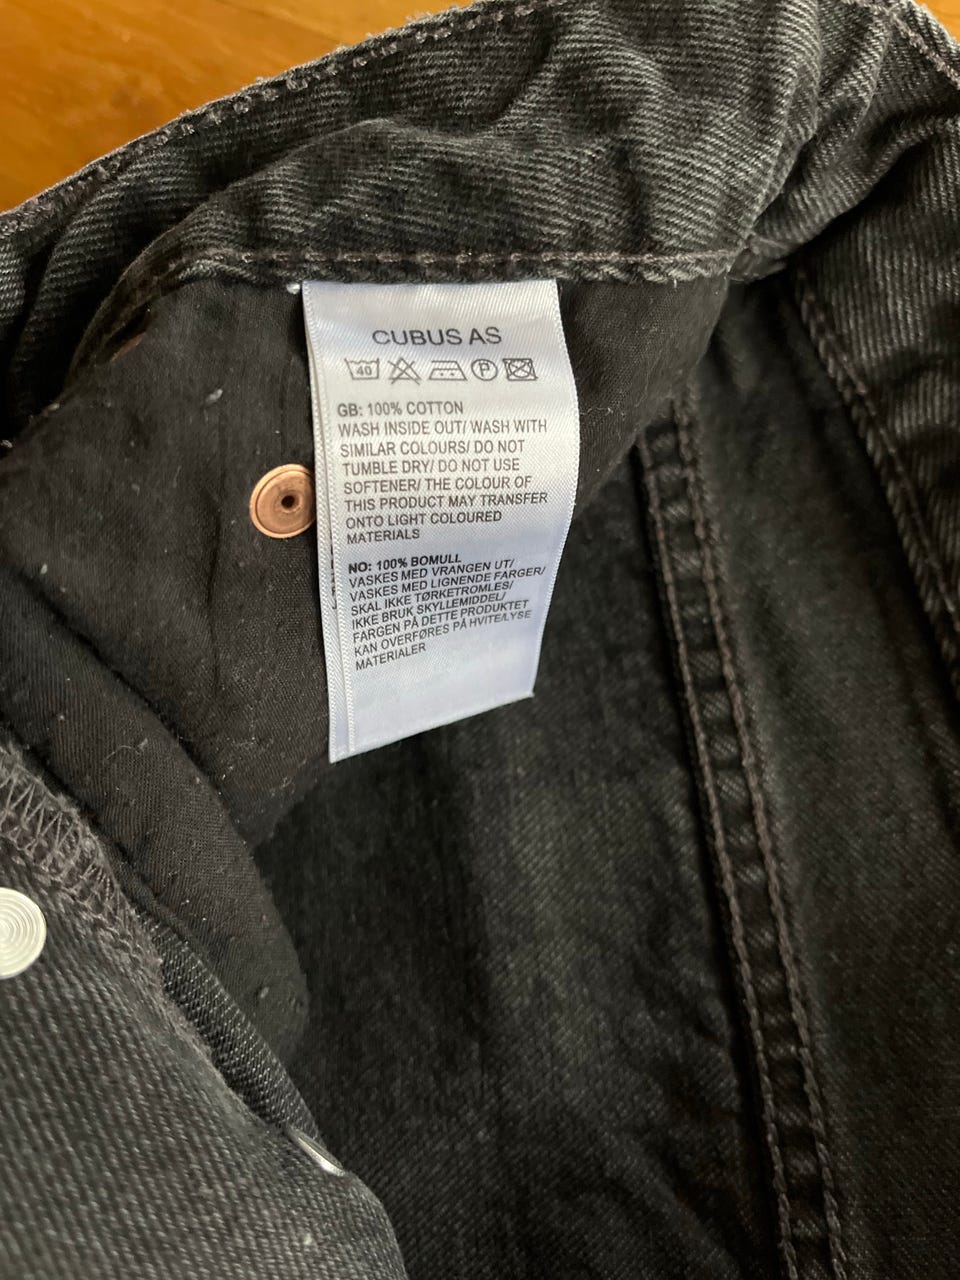 CUBUS AS
40 P
GB: 100% COTTON
WASH INSIDE OUT/ WASH WITH
SIMILAR COLOURS/ DO NOT
TUMBLE DRY/ DO NOT USE
SOFTENER/ THE COLOUR OF
THIS PRODUCT MAY TRANSFER
ONTO LIGHT COLOURED
MATERIALS
NO: 100% BOMULL
VASKES MED VRANGEN UT/
VASKES MED LIGNENDE FARGER/
SKAL IKKE TØRKETROMLES/
IKKE BRUK SKYLLEMIDDEL/
FARGEN PÅ DETTE PRODUKTET
KAN OVERFØRES PÅ HVITE/LYSE
MATERIALER